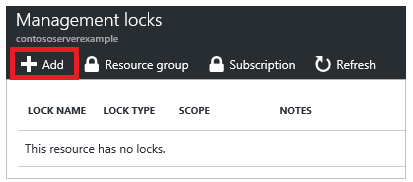 Management locks
contososerverexample
Add Resource group Subscription Refresh
LOCK NAME LOCK TYPE SCOPE NOTES
This resource has no locks.